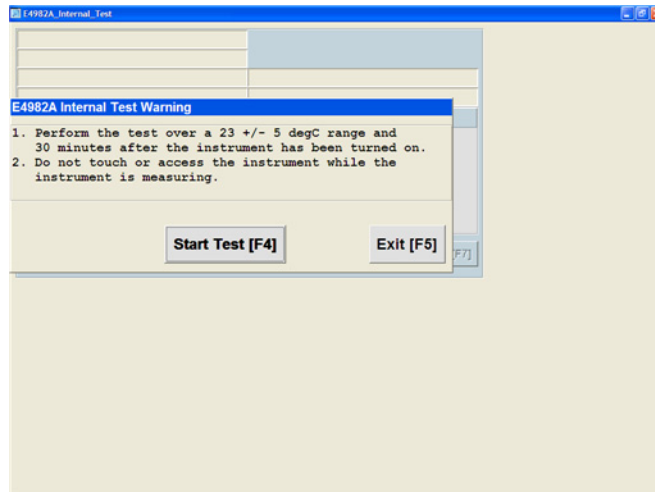 E4982A_Internal_Test
E4982A Internal Test Warning
1. Perform the test over a 23 +/- 5 degC range and
30 minutes after the instrument has been turned on.
2. Do not touch or access the instrument while the
instrument is measuring.
Start Test [F4]
Exit [F5]
[F7]